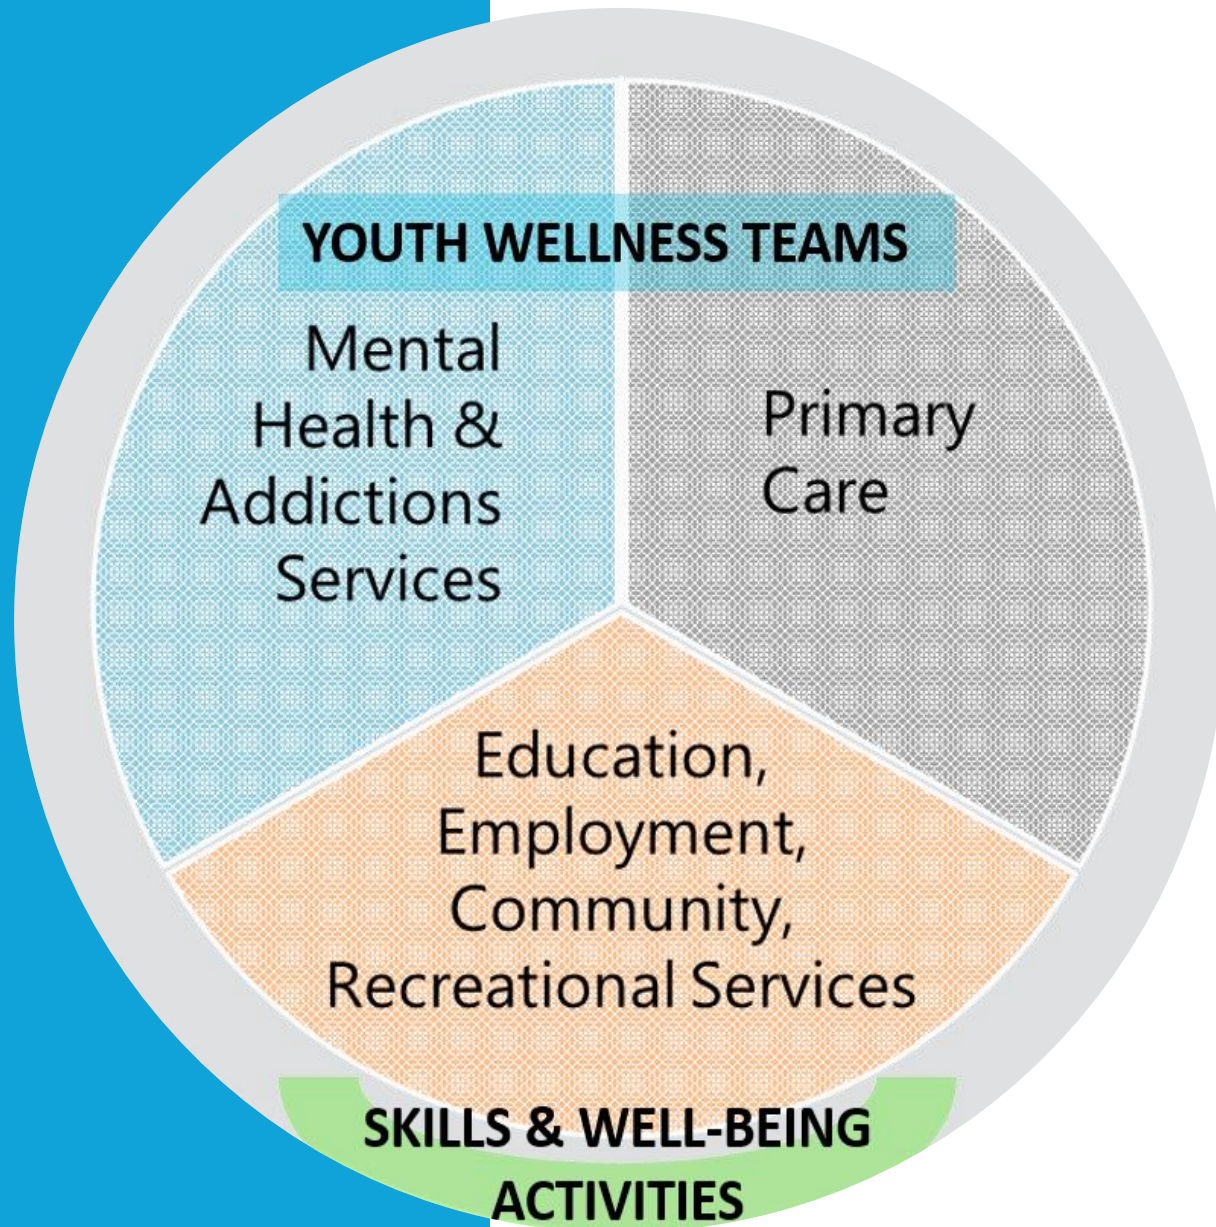 YOUTH WELLNESS TEAMS
Mental
Health &
Addictions
Services
Primary
Care
Education,
Employment,
Community,
Recreational Services
SKILLS & WELL-BEING
ACTIVITIES